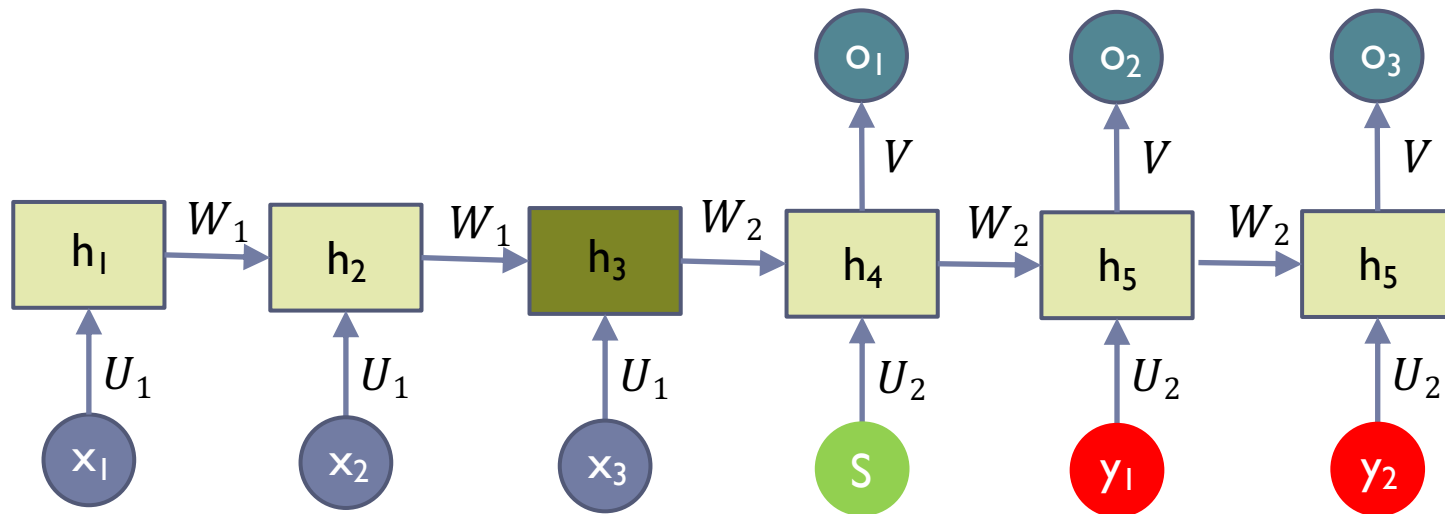 o₁ o₂ o₃
V V V
W₁ W₁ W₂ W₂ W₂
h₁ h₂ h₃ h₄ h₅ h₅
U₁ U₁ U₁ U₂ U₂ U₂
x₁ x₂ x₃ S y₁ y₂